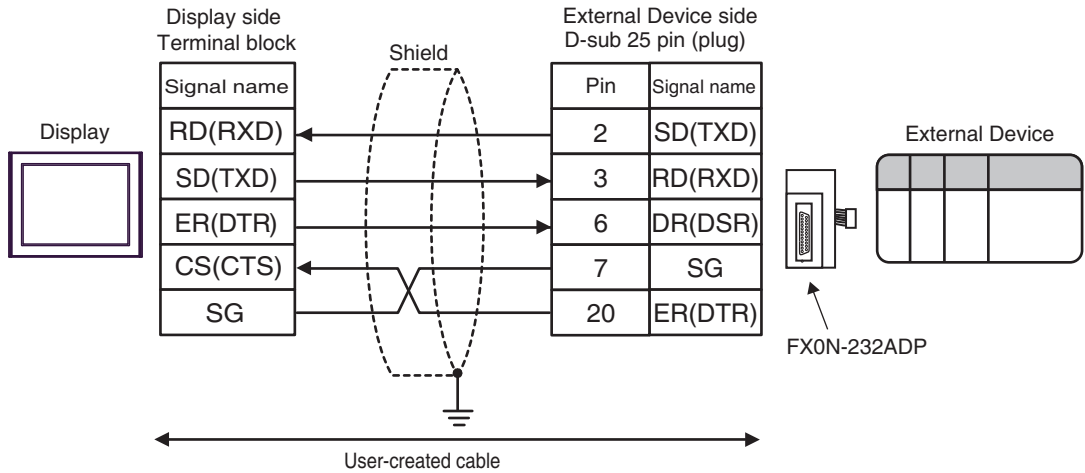 Display side
Terminal block
Shield
External Device side
D-sub 25 pin (plug)
Signal name
Pin
Signal name
Display
RD(RXD)
2
SD(TXD)
External Device
SD(TXD)
3
RD(RXD)
ER(DTR)
6
DR(DSR)
CS(CTS)
7
SG
SG
20
ER(DTR)
FX0N-232ADP
User-created cable